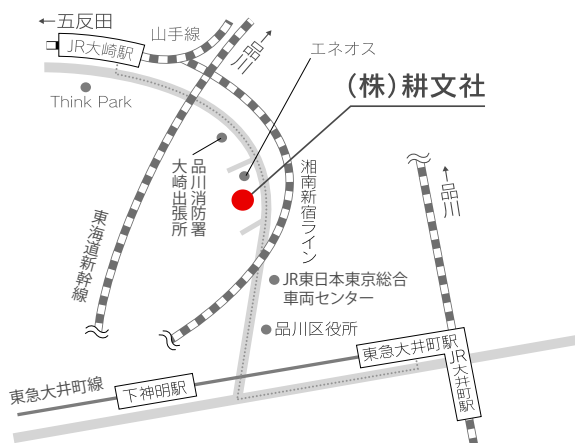 ←五反田
山手線
JR大崎駅
品川→
エネオス
Think Park
(株)耕文社
品川消防署
大崎出張所
湘南新宿ライン
←品川
東海道新幹線
JR東日本東京総合
車両センター
品川区役所
東急大井町駅
JR大井町駅
東急大井町線
下神明駅